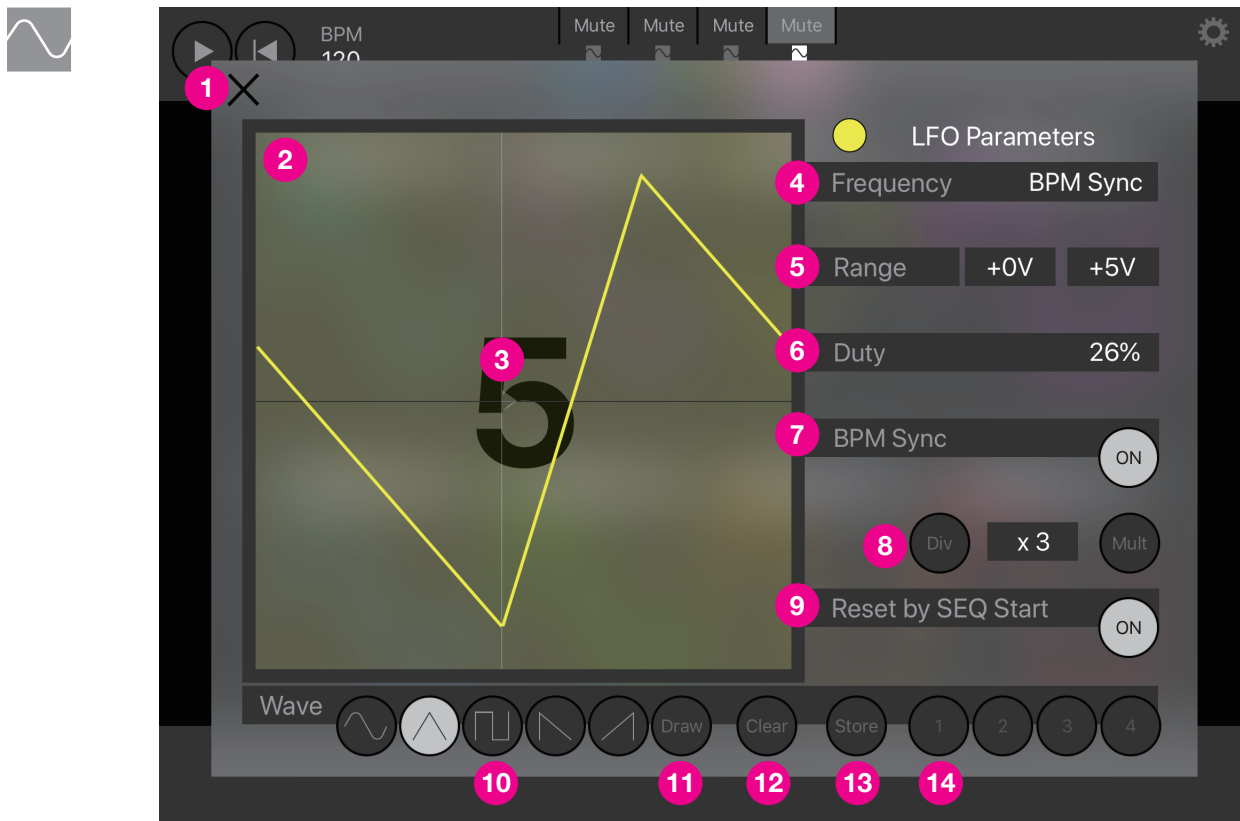 BPM
Mute Mute Mute Mute
120
1
2
LFO Parameters
4 Frequency BPM Sync
5 Range +0V +5V
5
3
6 Duty 26%
7 BPM Sync
ON
8 Div x 3 Mult
9 Reset by SEQ Start
ON
Wave
Draw Clear Store 1 2 3 4
10 11 12 13 14